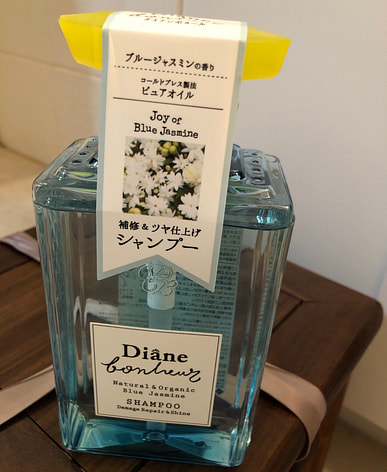 ブルージャスミンの香り
コールドプレス製法
ピュアオイル
Joy of
Blue Jasmine
補修 & ツヤ仕上げ
シャンプー
Diâne
bonheur
Natural & Organic
Blue Jasmine
SHAMPOO
Damage Repair & Shine